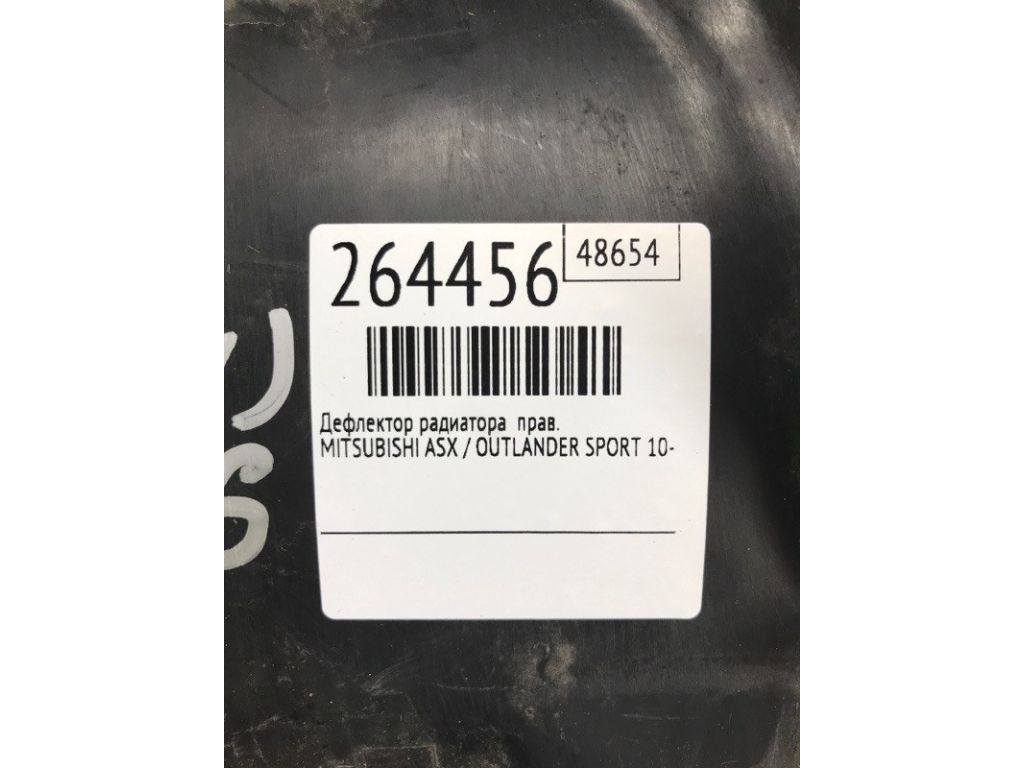 264456
48654
Дефлектор радиатора прав.
MITSUBISHI ASX / OUTLANDER SPORT 10-